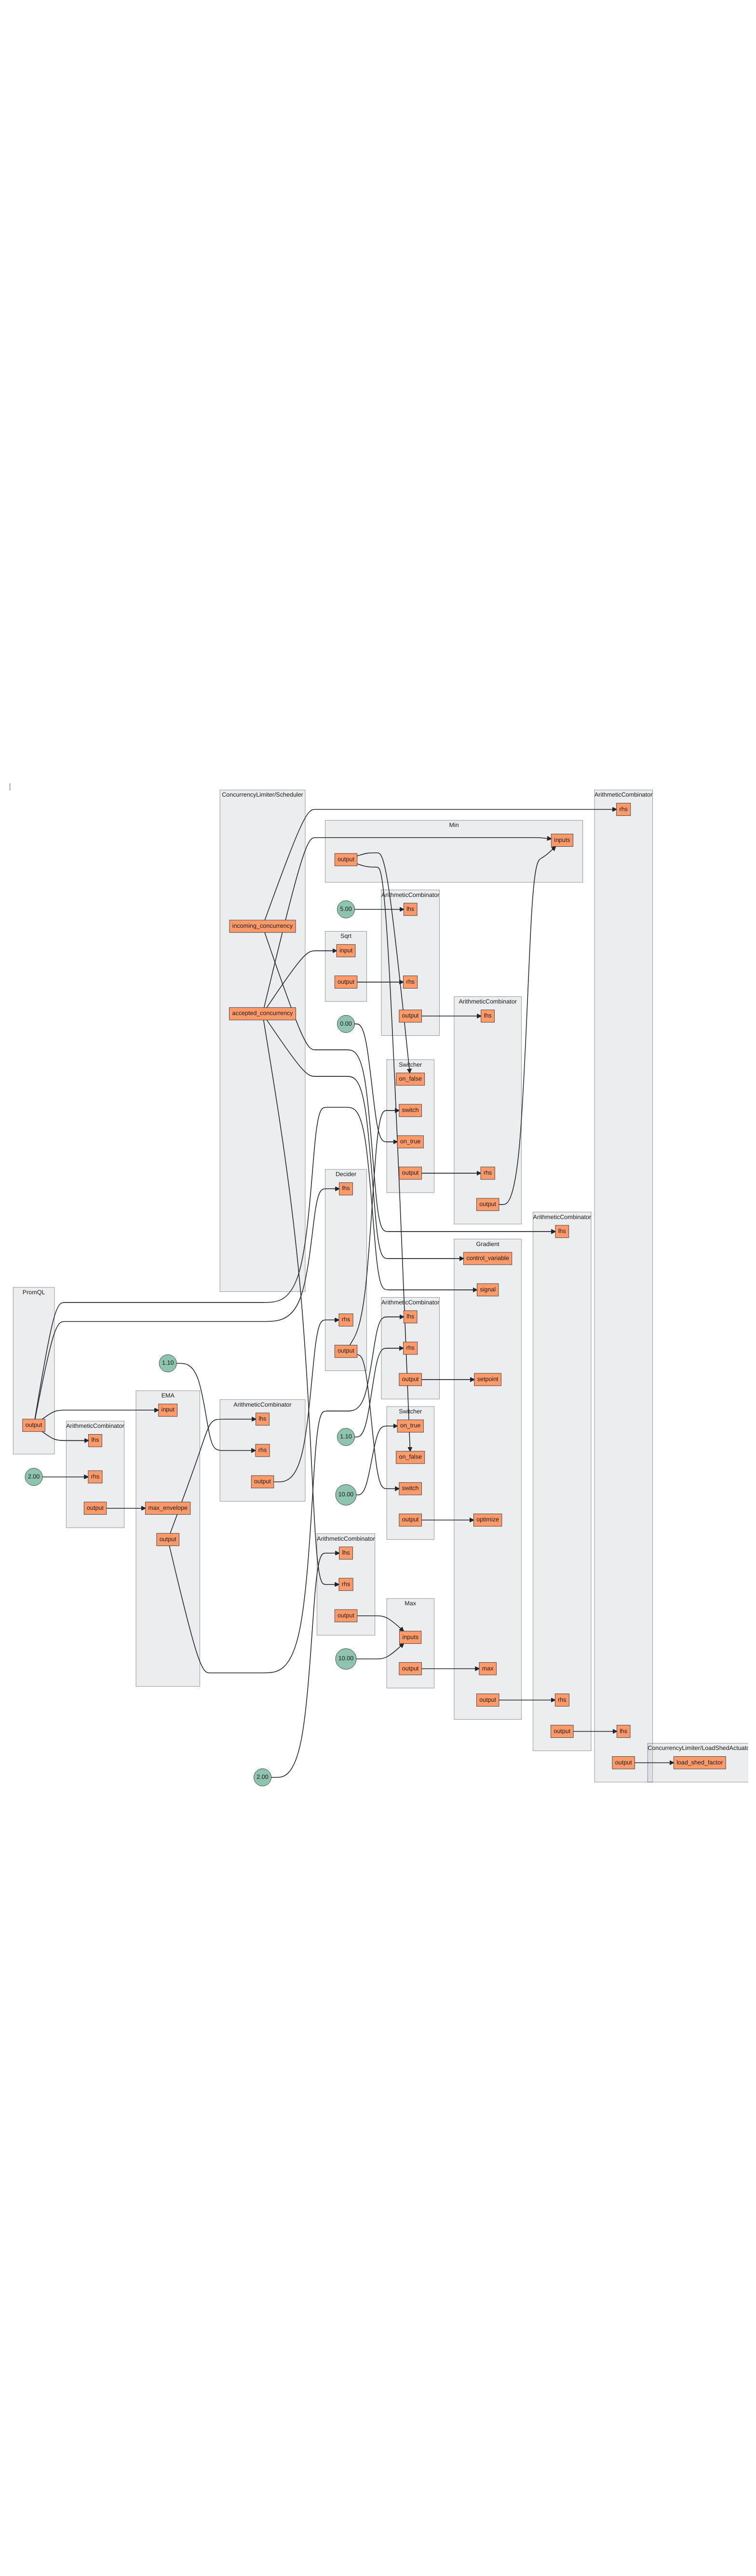 ConcurrencyLimiter/Scheduler
incoming_concurrency
accepted_concurrency
ArithmeticCombinator
rhs
lhs
output
Min
inputs
output
5.00
ArithmeticCombinator
lhs
rhs
output
Sqrt
input
output
ArithmeticCombinator
lhs
rhs
output
0.00
Switcher
on_false
switch
on_true
output
Decider
lhs
rhs
output
ArithmeticCombinator
lhs
rhs
output
Gradient
control_variable
signal
setpoint
optimize
max
output
PromQL
output
ArithmeticCombinator
lhs
rhs
output
1.10
EMA
input
max_envelope
output
ArithmeticCombinator
lhs
rhs
output
ArithmeticCombinator
lhs
rhs
output
2.00
1.10
10.00
Switcher
on_true
on_false
switch
output
ArithmeticCombinator
lhs
rhs
output
10.00
Max
inputs
output
2.00
load_shed_factor